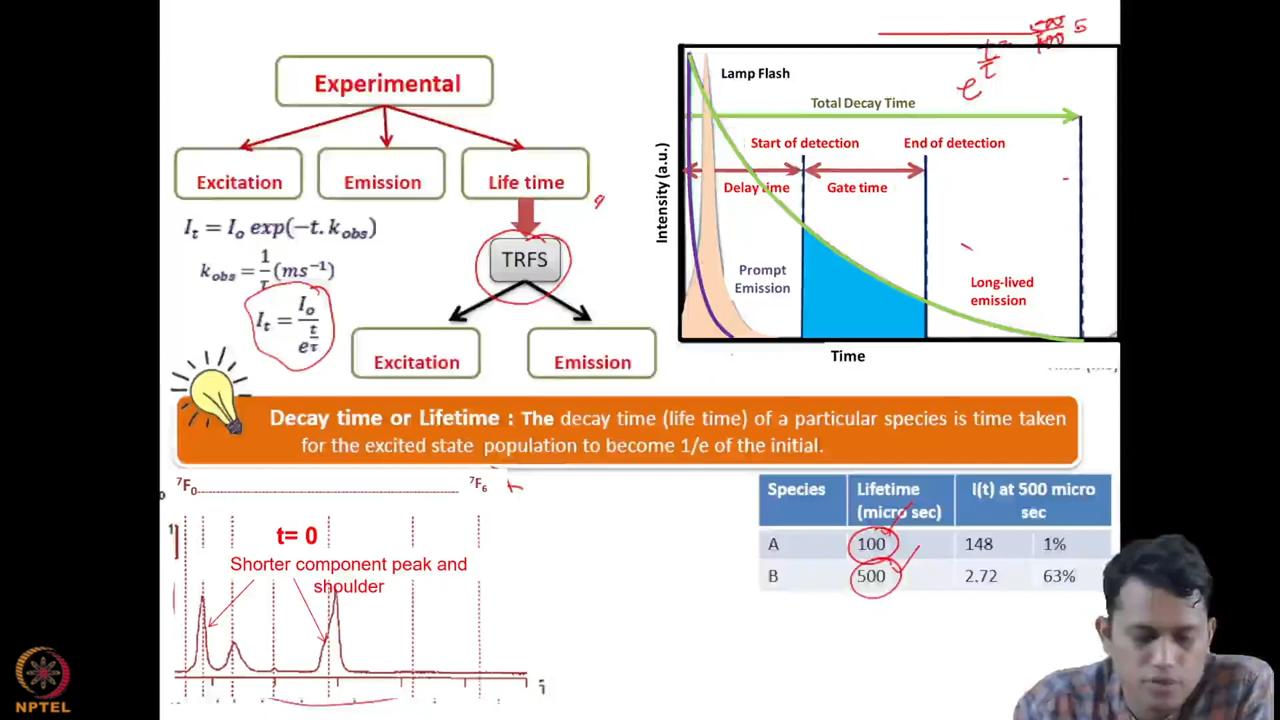 Experimental
Excitation
Emission
Life time
I_t = I_o exp(−t. k_obs)
k_obs = 1/τ (ms⁻¹)
I_t = I_o / e^(t/τ)
TRFS
Excitation
Emission
e^(t/τ) = 500/100 5
Lamp Flash
Total Decay Time
Start of detection
End of detection
Delay time
Gate time
Prompt
Emission
Long-lived
emission
Intensity (a.u.)
Time
Decay time or Lifetime : The decay time (life time) of a particular species is time taken
for the excited state population to become 1/e of the initial.
⁷F₀
⁷F₆
t= 0
Shorter component peak and
shoulder
Species Lifetime (micro sec) I(t) at 500 micro sec
A 100 148 1%
B 500 2.72 63%
NPTEL